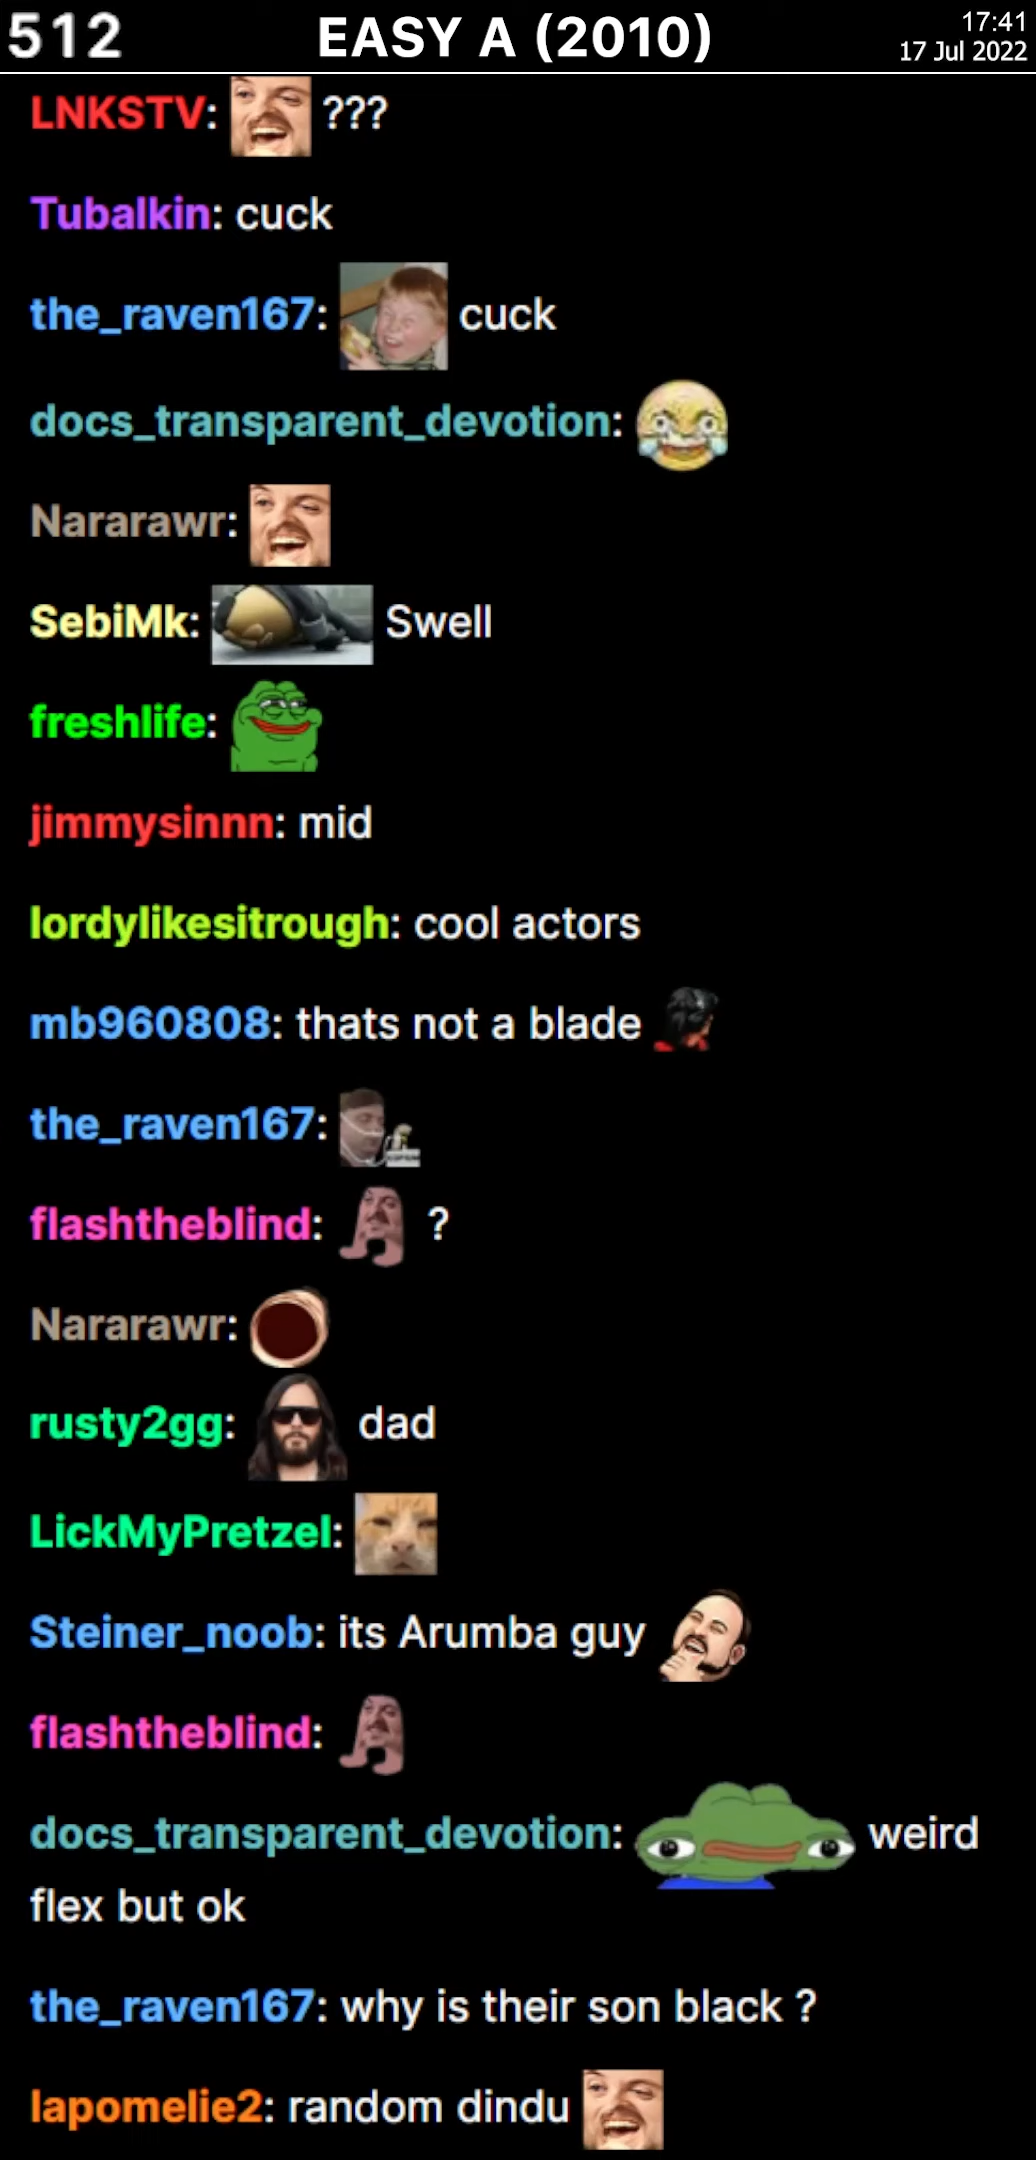 512 EASY A (2010) 17:41
17 Jul 2022
LNKSTV: ???
Tubalkin: cuck
the_raven167: cuck
docs_transparent_devotion:
Nararawr:
SebiMk: Swell
freshlife:
jimmysinnn: mid
lordylikesitrough: cool actors
mb960808: thats not a blade
the_raven167:
flashtheblind: ?
Nararawr:
rusty2gg: dad
LickMyPretzel:
Steiner_noob: its Arumba guy
flashtheblind:
docs_transparent_devotion: weird
flex but ok
the_raven167: why is their son black ?
lapomelie2: random dindu